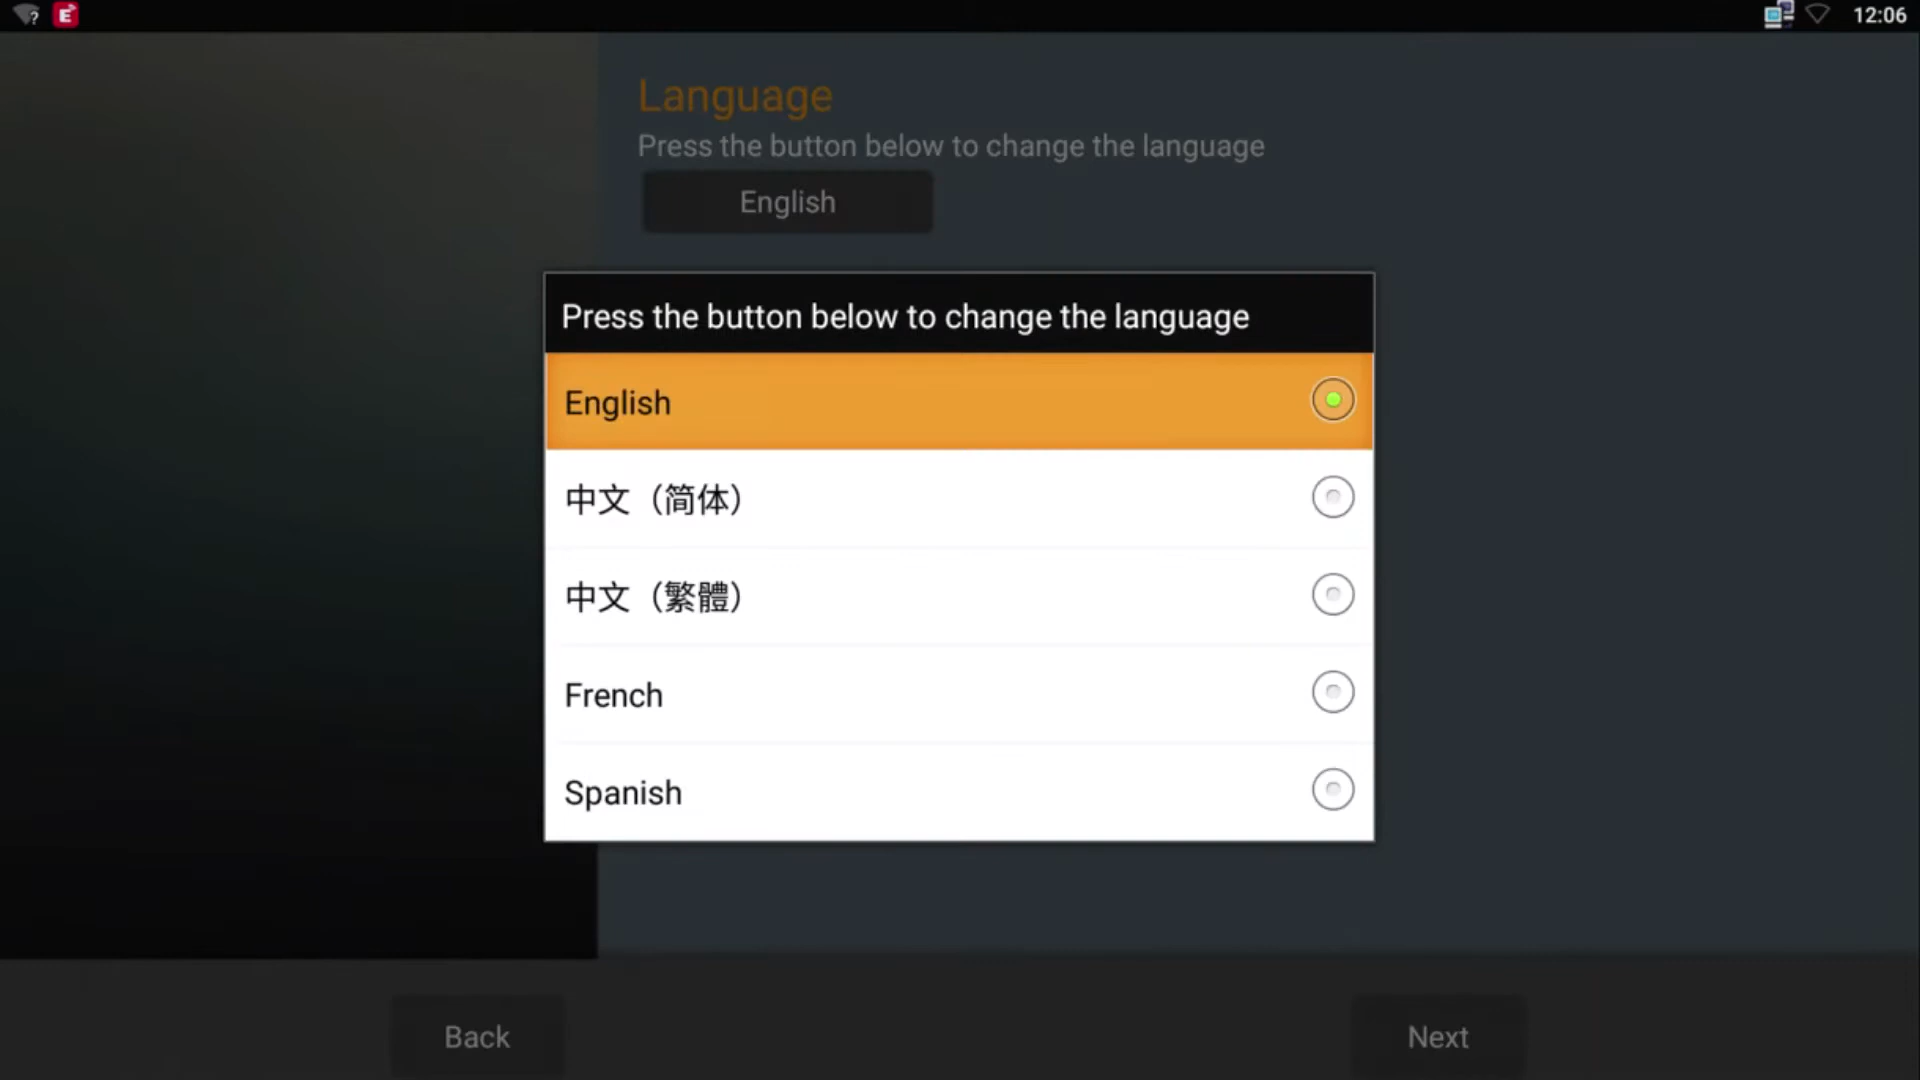 12:06
Language
Press the button below to change the language
English
Press the button below to change the language
English
中文（简体）
中文（繁體）
French
Spanish
Back
Next